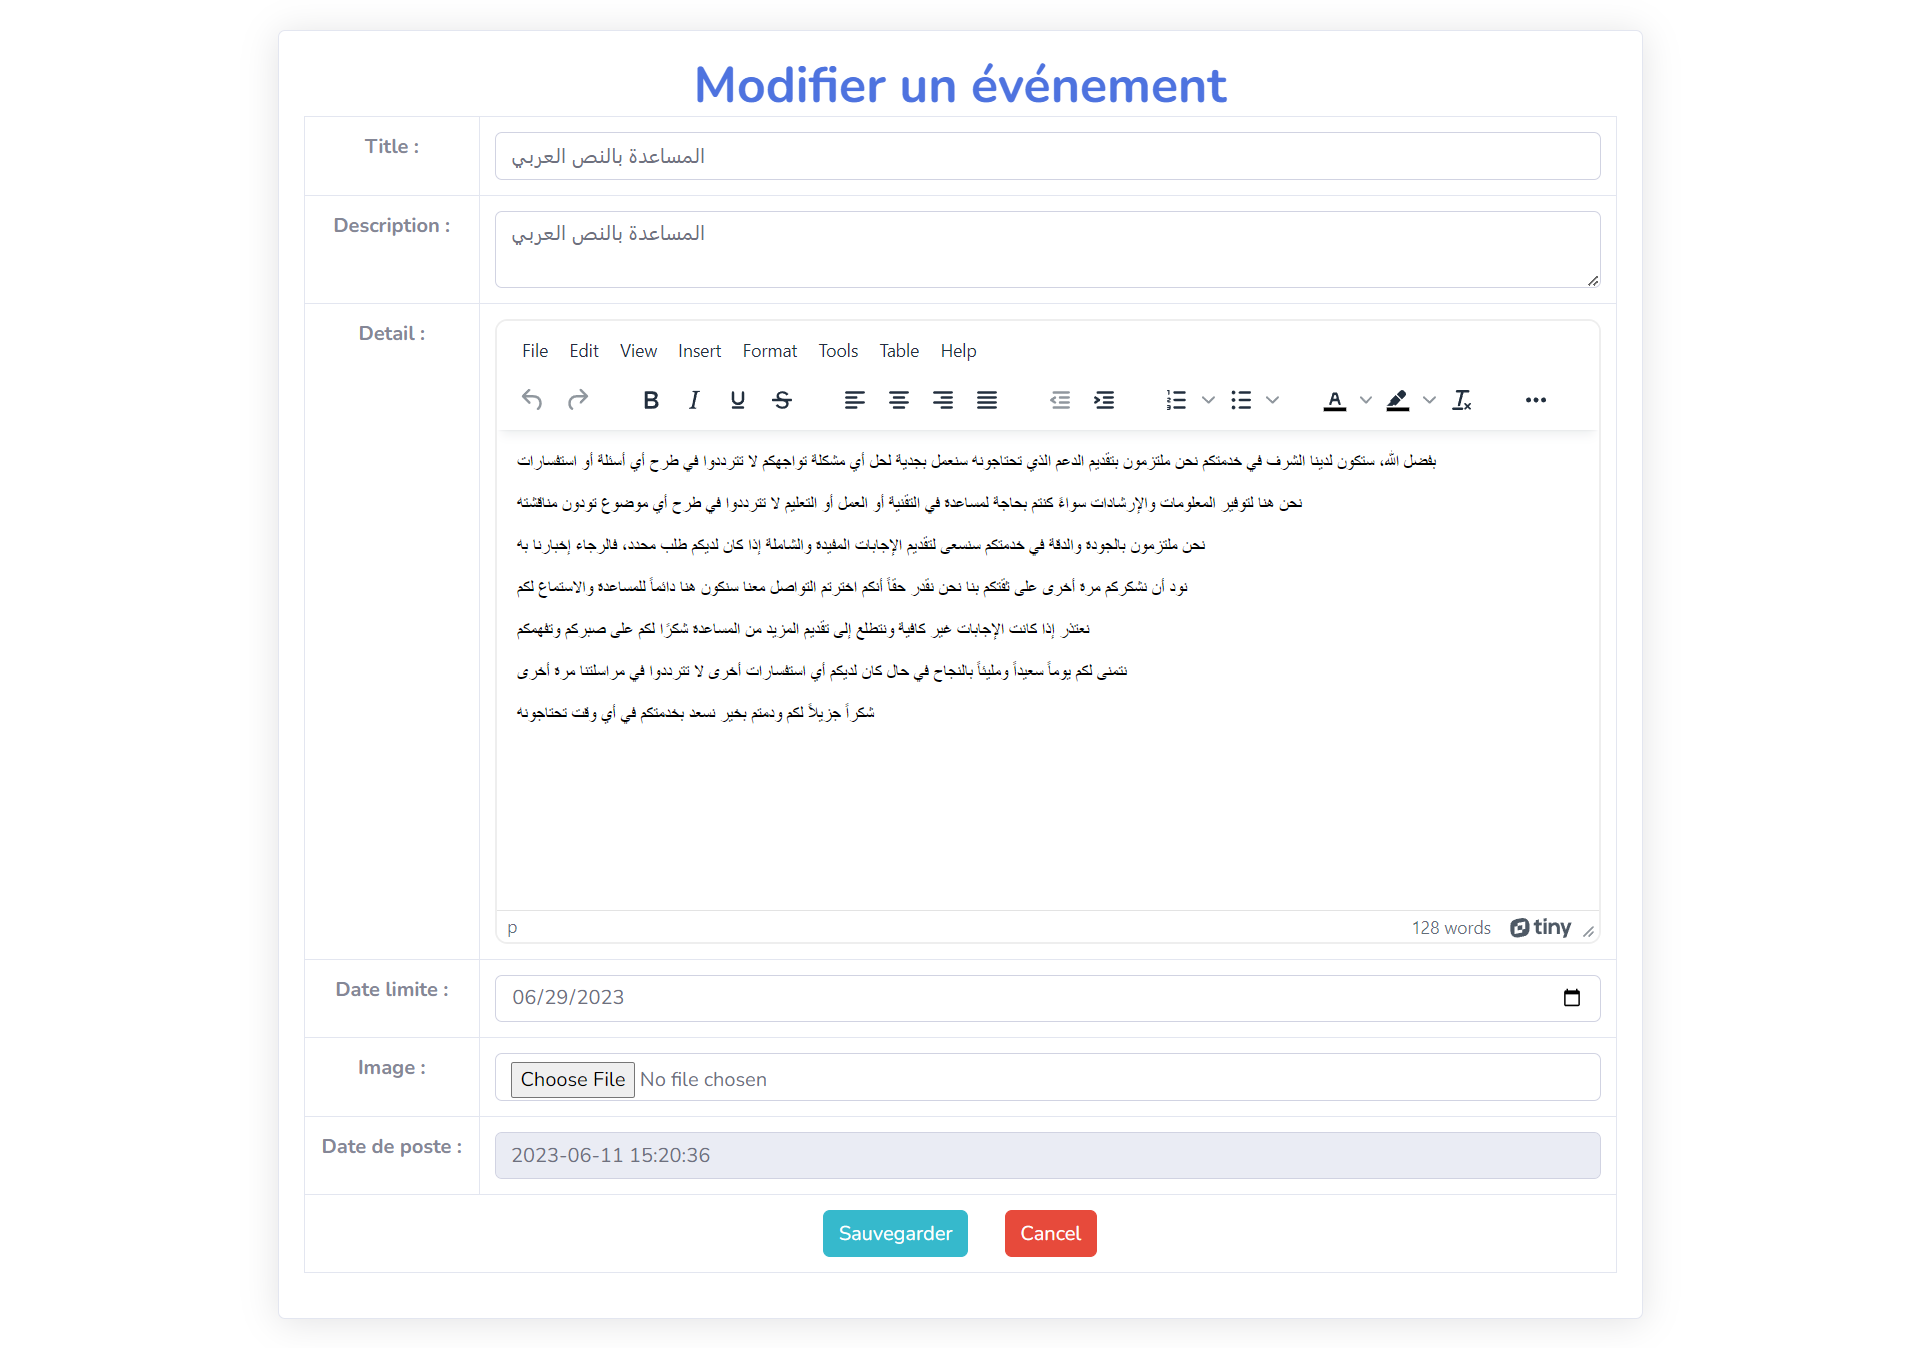 Modifier un événement
Title :
المساعدة بالنص العربي
Description :
المساعدة بالنص العربي
Detail :
File Edit View Insert Format Tools Table Help
بفضل الله، ستكون لدينا الشرف في خدمتكم نحن ملتزمون بتقديم الدعم الذي تحتاجونه سنعمل بجدية لحل أي مشكلة تواجهكم لا تترددوا في طرح أي أسئلة أو استفسارات
نحن هنا لتوفير المعلومات والإرشادات سواءً كنتم بحاجة لمساعدة في التقنية أو العمل أو التعليم لا تترددوا في طرح أي موضوع تودون مناقشته
نحن ملتزمون بالجودة والدقة في خدمتكم سنسعى لتقديم الإجابات المفيدة والشاملة إذا كان لديكم طلب محدد، فالرجاء إخبارنا به
نود أن نشكركم مرة أخرى على ثقتكم بنا نحن نقدر حقاً أنكم اخترتم التواصل معنا سنكون هنا دائماً للمساعدة والاستماع لكم
نعتذر إذا كانت الإجابات غير كافية ونتطلع إلى تقديم المزيد من المساعدة شكرًا لكم على صبركم وتفهمكم
نتمنى لكم يوماً سعيداً ومليئاً بالنجاح في حال كان لديكم أي استفسارات أخرى لا تترددوا في مراسلتنا مرة أخرى
شكراً جزيلاً لكم ودمتم بخير نسعد بخدمتكم في أي وقت تحتاجونه
p 128 words tiny
Date limite :
06/29/2023
Image :
Choose File No file chosen
Date de poste :
2023-06-11 15:20:36
Sauvegarder Cancel